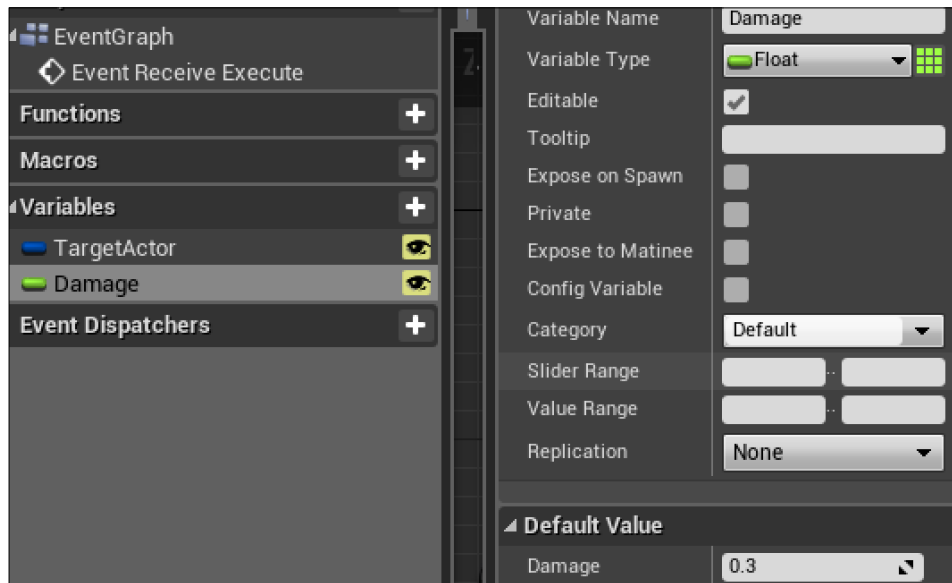 EventGraph
Event Receive Execute
Functions
Macros
Variables
TargetActor
Damage
Event Dispatchers
Variable Name Damage
Variable Type Float
Editable
Tooltip
Expose on Spawn
Private
Expose to Matinee
Config Variable
Category Default
Slider Range ..
Value Range ..
Replication None
Default Value
Damage 0.3